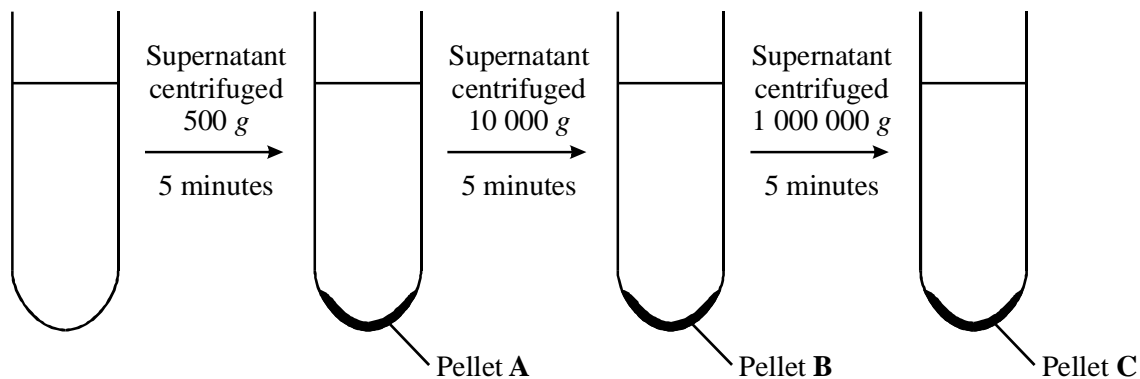 Supernatant
centrifuged
500 g
5 minutes
Supernatant
centrifuged
10 000 g
5 minutes
Supernatant
centrifuged
1 000 000 g
5 minutes
Pellet A
Pellet B
Pellet C